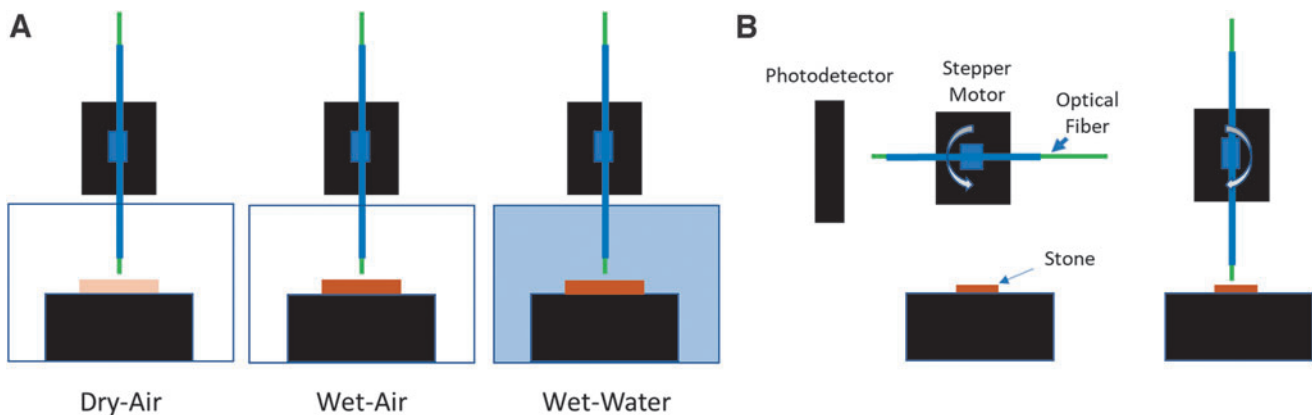 A
Dry-Air
Wet-Air
Wet-Water
B
Photodetector
Stepper
Motor
Optical
Fiber
Stone